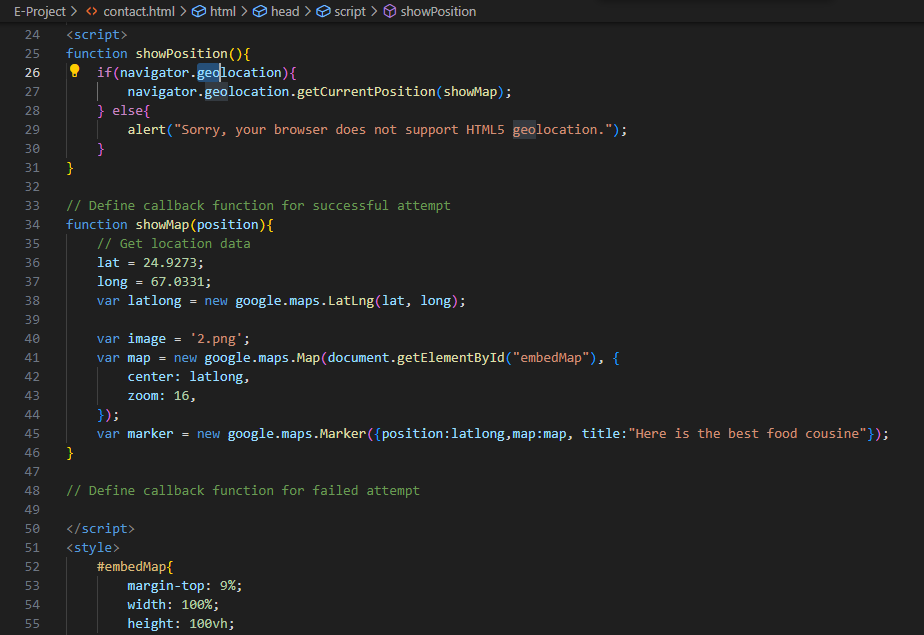 E-Project > <> contact.html > html > head > script > showPosition
24 <script>
25 function showPosition(){
26     if(navigator.geolocation){
27         navigator.geolocation.getCurrentPosition(showMap);
28     } else{
29         alert("Sorry, your browser does not support HTML5 geolocation.");
30     }
31 }
32
33 // Define callback function for successful attempt
34 function showMap(position){
35     // Get location data
36     lat = 24.9273;
37     long = 67.0331;
38     var latlong = new google.maps.LatLng(lat, long);
39
40     var image = '2.png';
41     var map = new google.maps.Map(document.getElementById("embedMap"), {
42         center: latlong,
43         zoom: 16,
44     });
45     var marker = new google.maps.Marker({position:latlong,map:map, title:"Here is the best food cousine"});
46 }
47
48 // Define callback function for failed attempt
49
50 </script>
51 <style>
52     #embedMap{
53         margin-top: 9%;
54         width: 100%;
55         height: 100vh;